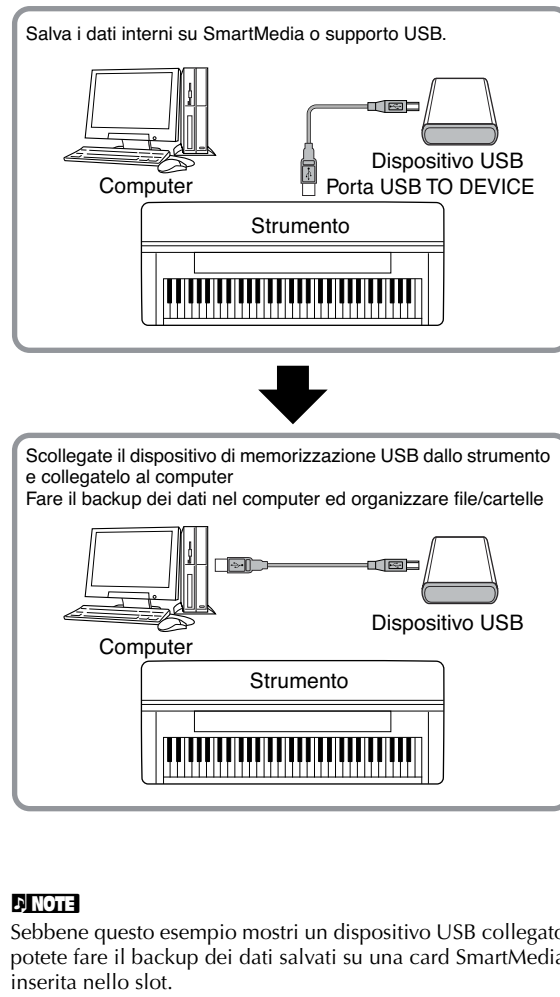 Salva i dati interni su SmartMedia o supporto USB.
Computer
Dispositivo USB
Porta USB TO DEVICE
Strumento
Scollegate il dispositivo di memorizzazione USB dallo strumento
e collegatelo al computer
Fare il backup dei dati nel computer ed organizzare file/cartelle
Dispositivo USB
Computer
Strumento
NOTE
Sebbene questo esempio mostri un dispositivo USB collegato
potete fare il backup dei dati salvati su una card SmartMedia
inserita nello slot.